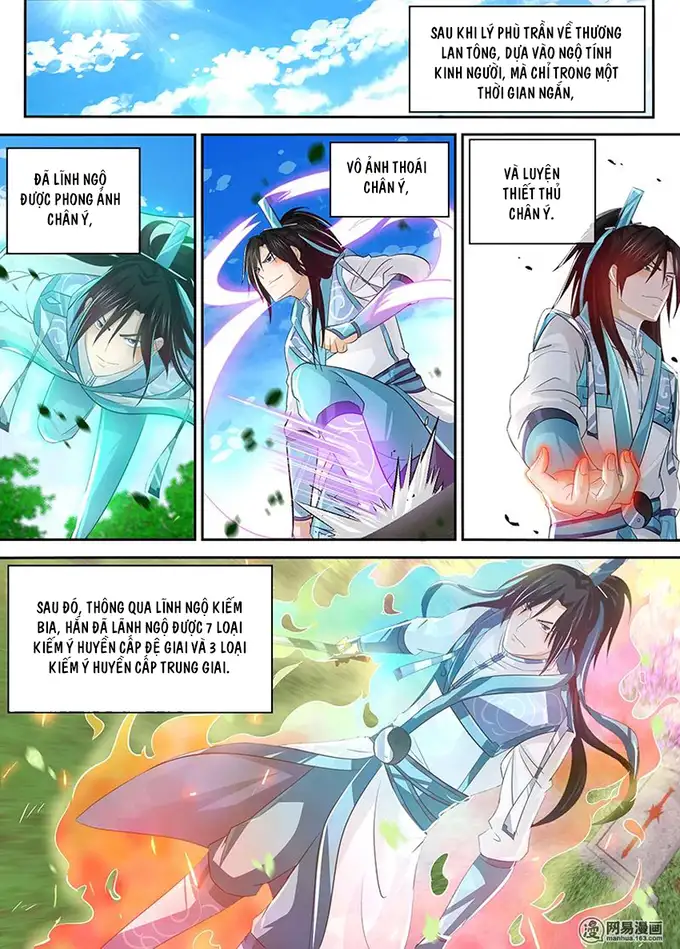 SAU KHI LÝ PHÙ TRẦN VỀ THƯƠNG
LAN TÔNG, DỰA VÀO NGỘ TÍNH
KINH NGƯỜI, MÀ CHỈ TRONG MỘT
THỜI GIAN NGẮN,
ĐÃ LĨNH NGỘ
ĐƯỢC PHONG ẢNH
CHÂN Ý,
VÔ ẢNH THOÁI
CHÂN Ý,
VÀ LUYỆN
THIẾT THỦ
CHÂN Ý.
SAU ĐÓ, THÔNG QUA LĨNH NGỘ KIẾM
BIA, HẮN ĐÃ LÃNH NGỘ ĐƯỢC 7 LOẠI
KIẾM Ý HUYỀN CẤP ĐỆ GIAI VÀ 3 LOẠI
KIẾM Ý HUYỀN CẤP TRUNG GIAI.
漫 网易漫画
manhua.163.com